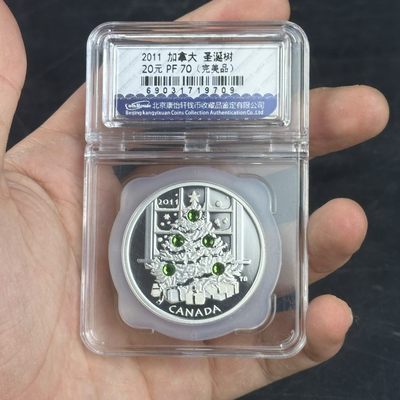 2011 加拿大 圣诞树
20元 PF 70 (完美品)
69031719709
北京康怡轩钱币收藏品鉴定有限公司
Beijing kangyixuan Coins Collection Authentication Co.,Ltd
2011
TB
CANADA